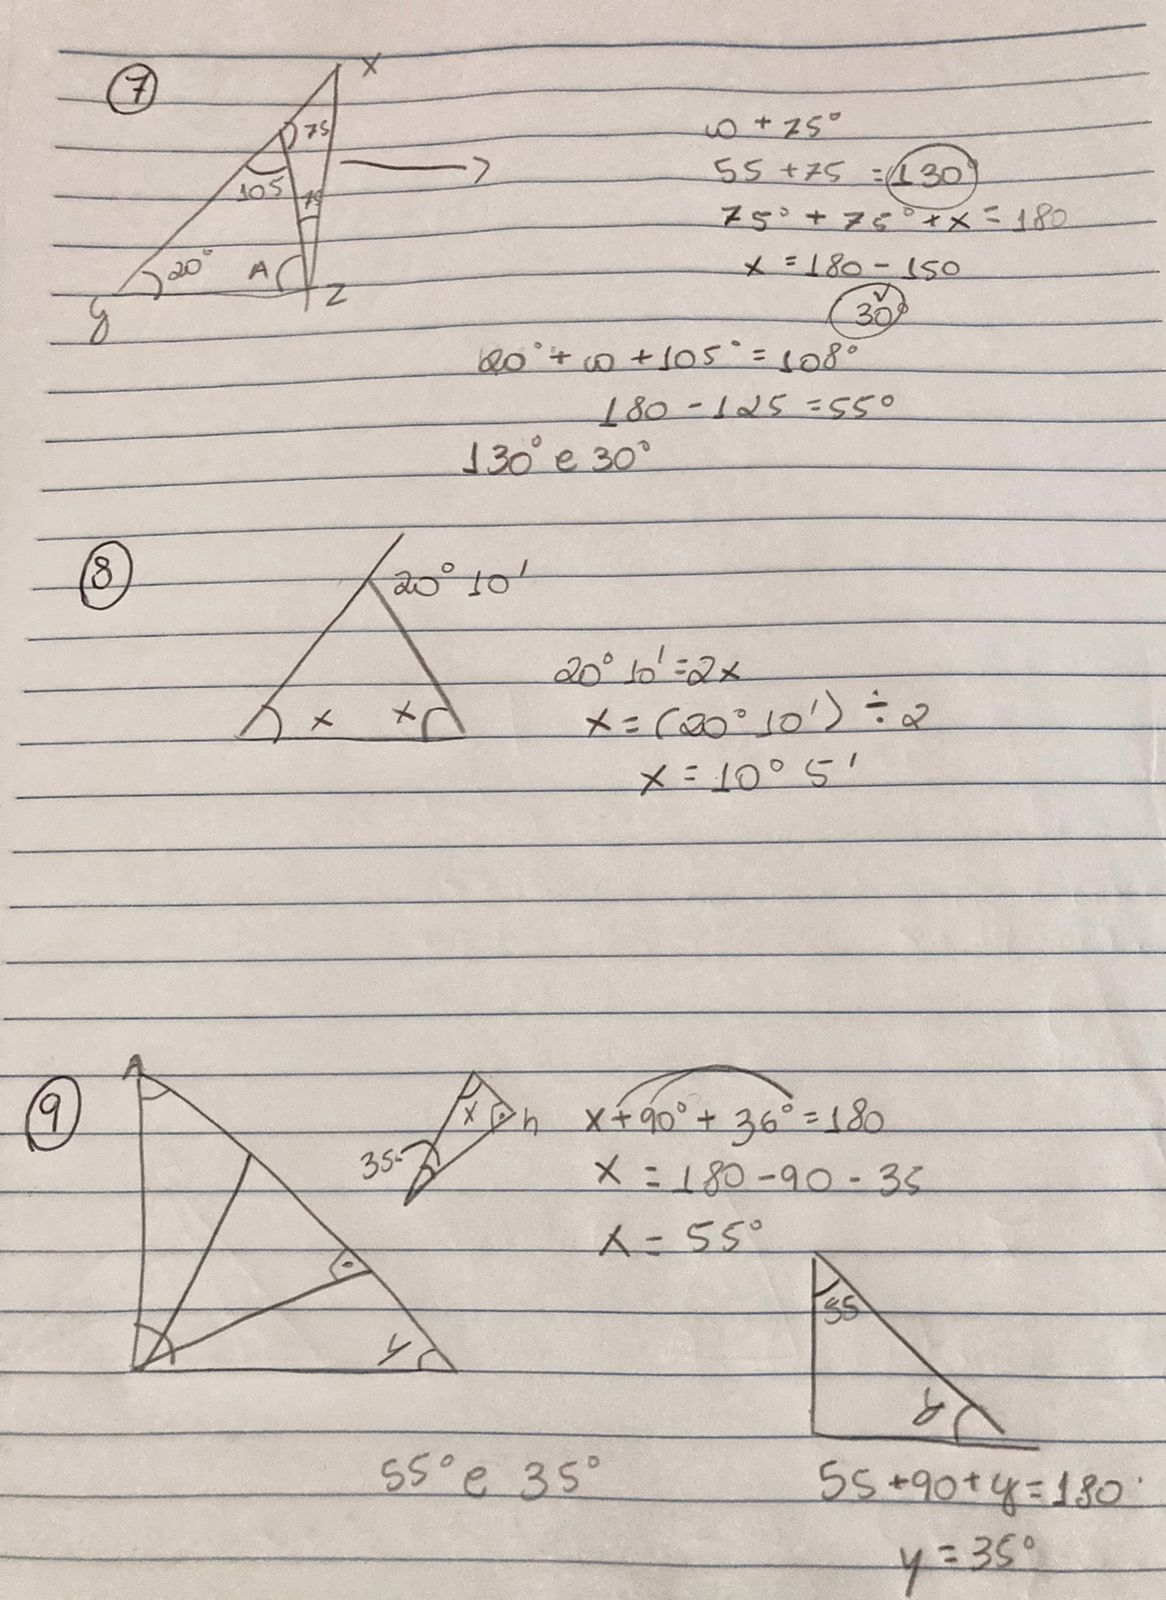 7
x
75
105
75
20°
A
y
z
ω + 75°
55 + 75 = 130°
75° + 75° + x = 180
x = 180 - 150
30°
20° + ω + 105° = 108°
180 - 125 = 55°
130° e 30°
8
20° 10'
x x
20° 10' = 2x
x = (20° 10') ÷ 2
x = 10° 5'
9
A
y
x
h
35
x + 90° + 36° = 180
x = 180 - 90 - 35
x = 55°
55
y
55° e 35°
55 + 90 + y = 180
y = 35°